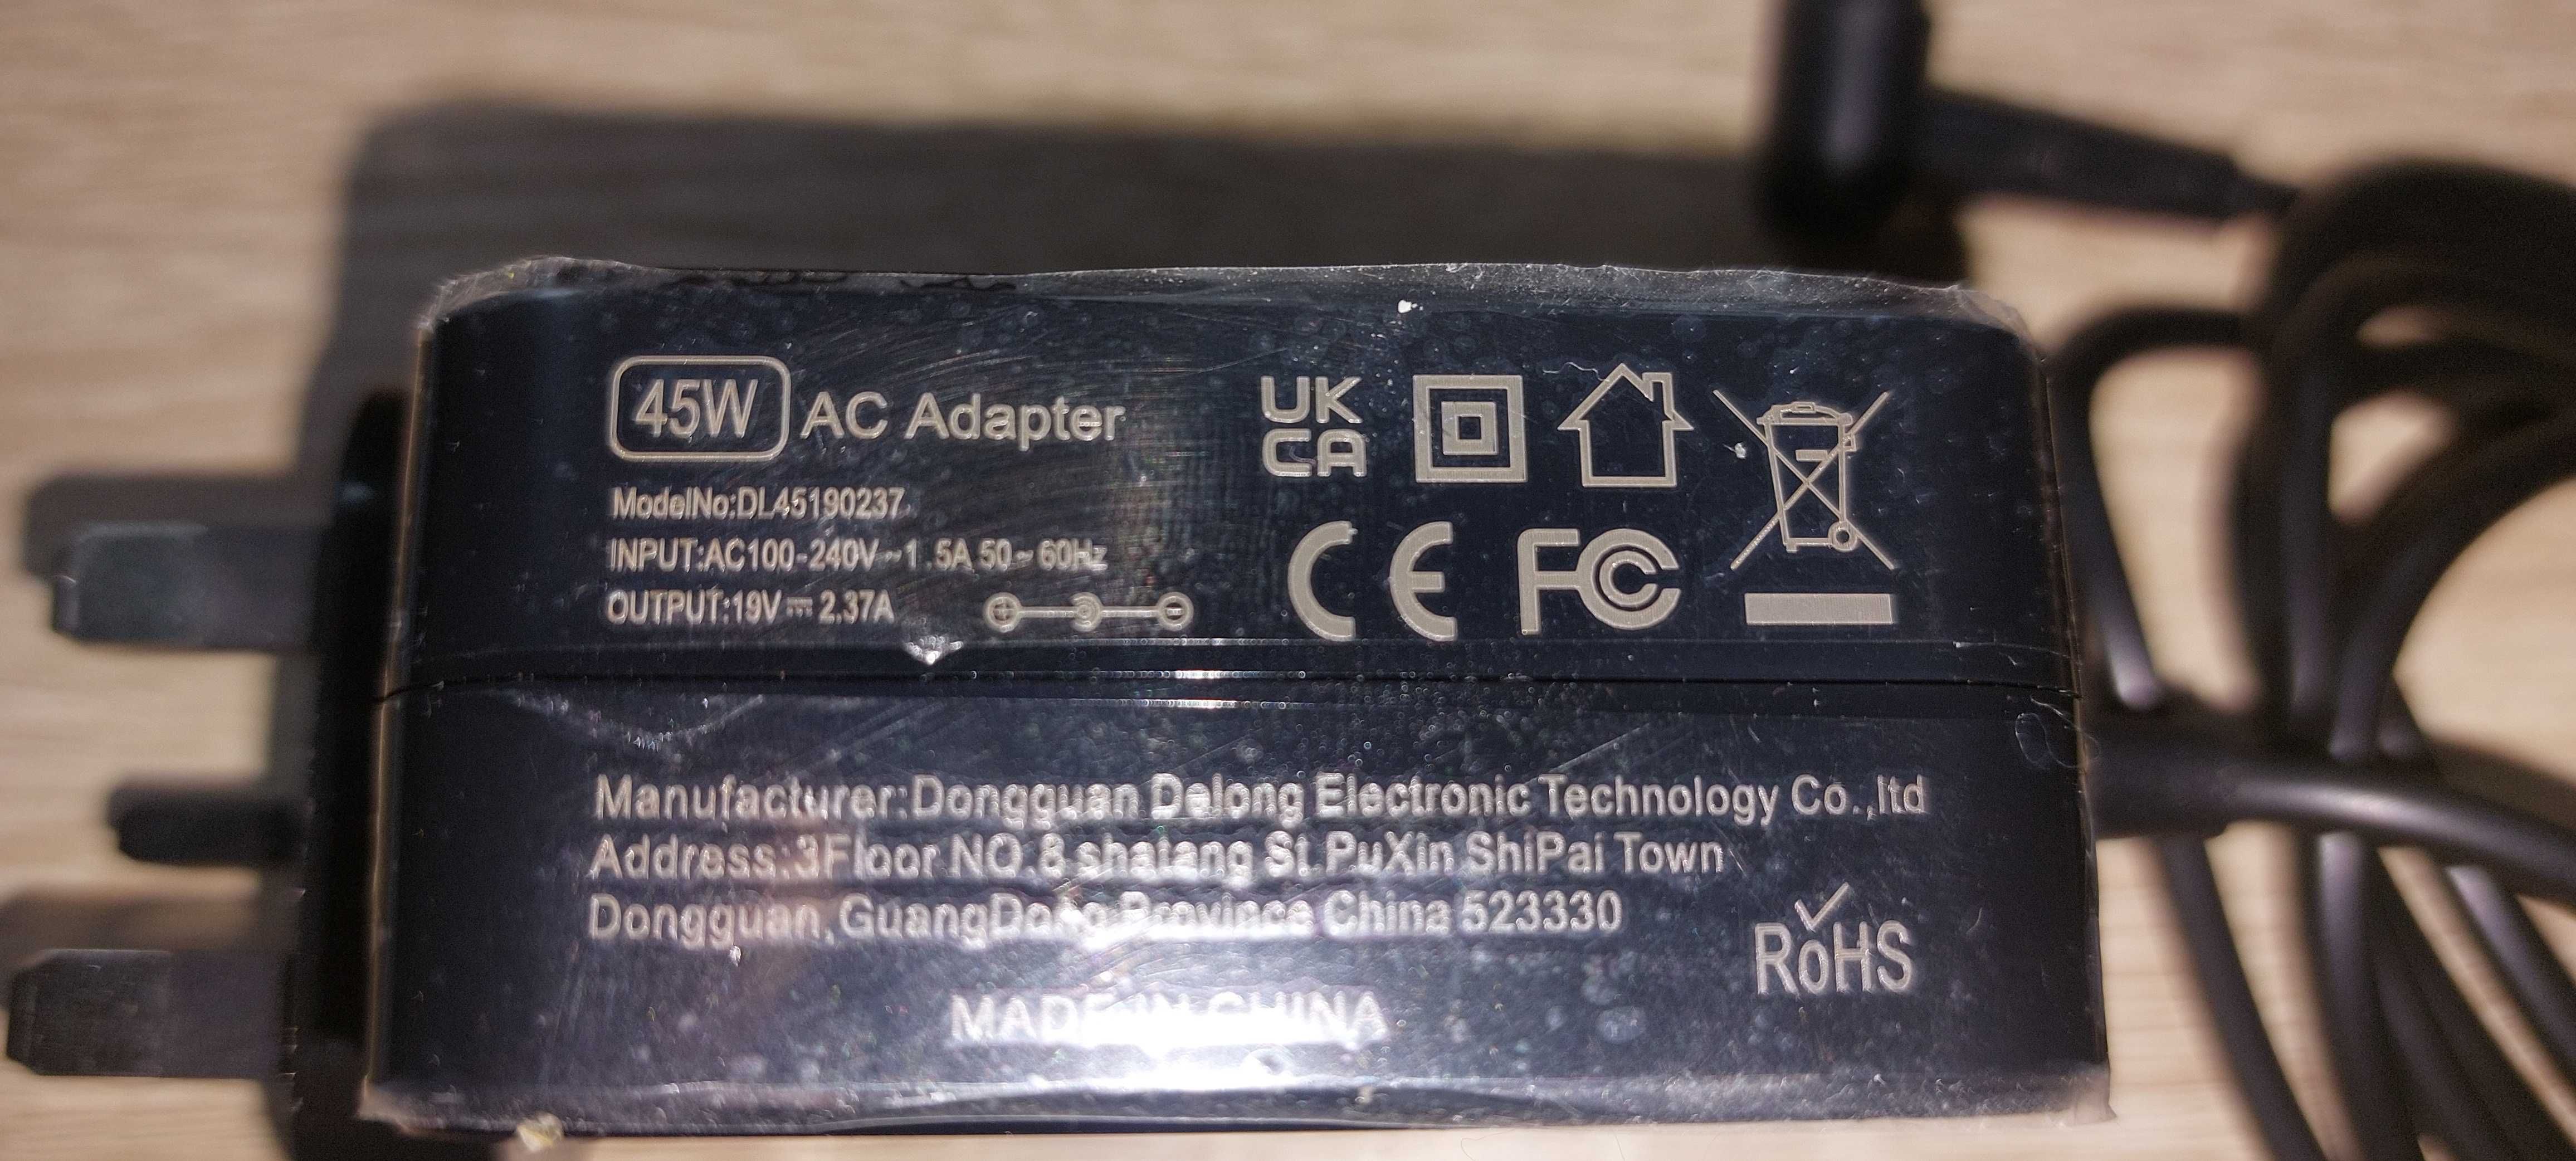 45W AC Adapter
ModelNo:DL45190237
INPUT:AC100-240V~1.5A 50~60Hz
OUTPUT:19V⎓2.37A
UK
CA
CE FC
Manufacturer:Dongguan Delong Electronic Technology Co.,ltd
Address:3Floor NO.8 shatang St.PuXin ShiPai Town
Dongguan,GuangDong Province China 523330
RoHS
MADE IN CHINA